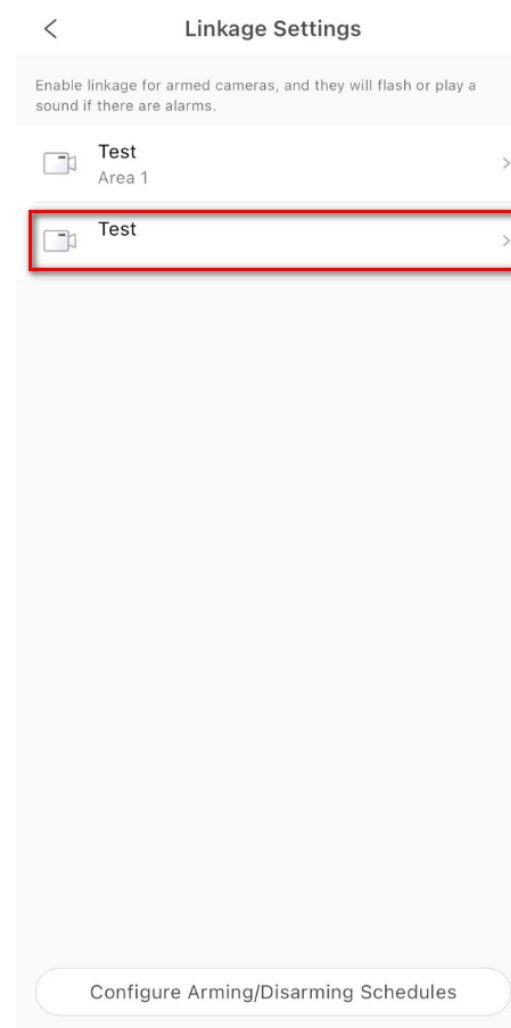 Linkage Settings
Enable linkage for armed cameras, and they will flash or play a
sound if there are alarms.
Test
Area 1
Test
Configure Arming/Disarming Schedules